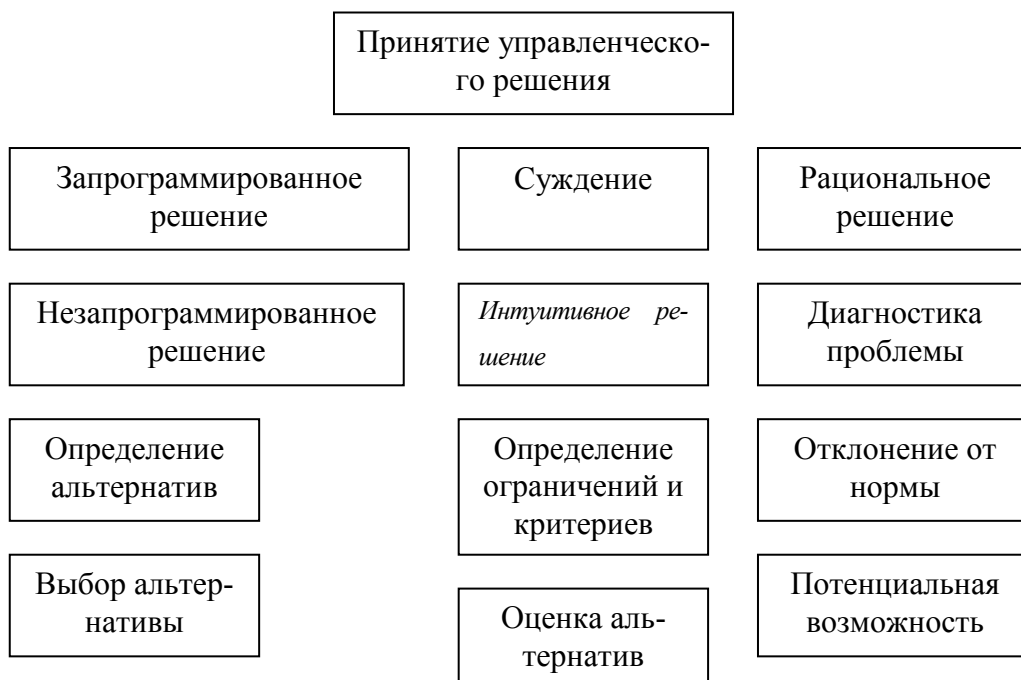 Принятие управленческо-
го решения
Запрограммированное
решение
Суждение
Рациональное
решение
Незапрограммированное
решение
Интуитивное ре-
шение
Диагностика
проблемы
Определение
альтернатив
Определение
ограничений и
критериев
Отклонение от
нормы
Выбор альтер-
нативы
Оценка аль-
тернатив
Потенциальная
возможность